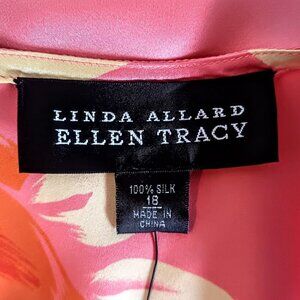 LINDA ALLARD
ELLEN TRACY
100% SILK
18
MADE IN
CHINA